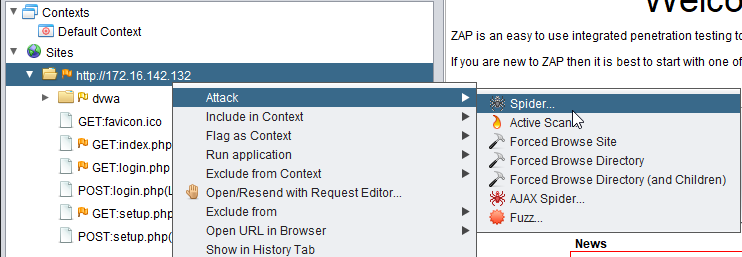 Contexts
Default Context
Sites
http://172.16.142.132
dvwa
GET:favicon.ico
GET:index.php
GET:login.php
POST:login.php(L
GET:setup.php(
POST:setup.php(
Attack
Include in Context
Flag as Context
Run application
Exclude from Context
Open/Resend with Request Editor...
Exclude from
Open URL in Browser
Show in History Tab
Spider...
Active Scan
Forced Browse Site
Forced Browse Directory
Forced Browse Directory (and Children)
AJAX Spider...
Fuzz...
Welco
ZAP is an easy to use integrated penetration testing to
If you are new to ZAP then it is best to start with one of
News